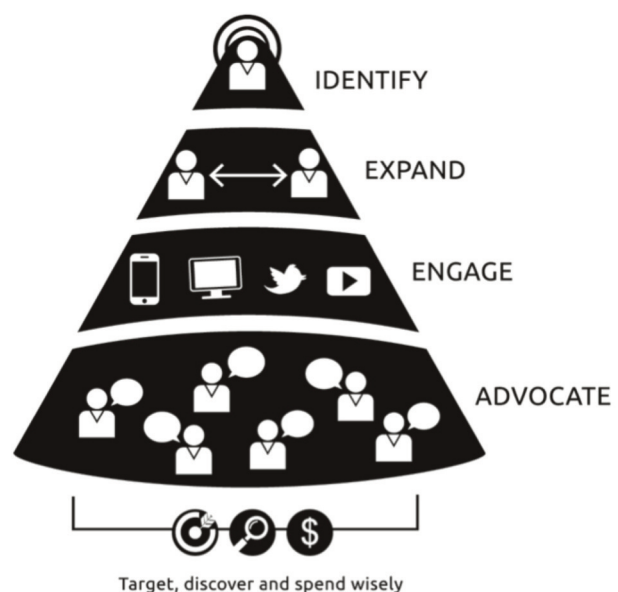 IDENTIFY
EXPAND
ENGAGE
ADVOCATE
$
Target, discover and spend wisely